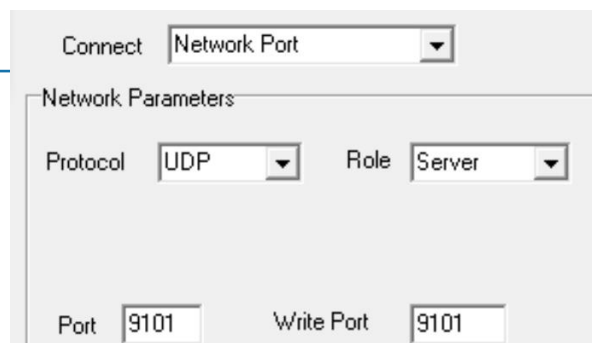 Connect Network Port
Network Parameters
Protocol UDP Role Server
Port 9101 Write Port 9101